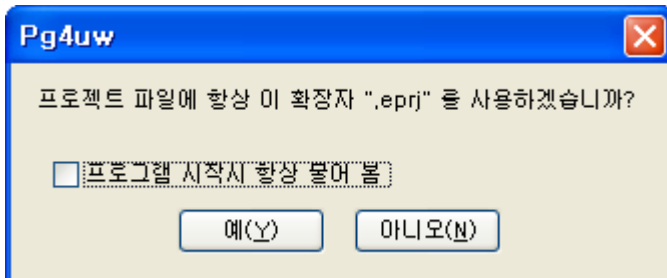 Pg4uw
프로젝트 파일에 항상 이 확장자 ".eprj" 를 사용하겠습니까?
프로그램 시작시 항상 물어 봄
예(Y) 아니오(N)